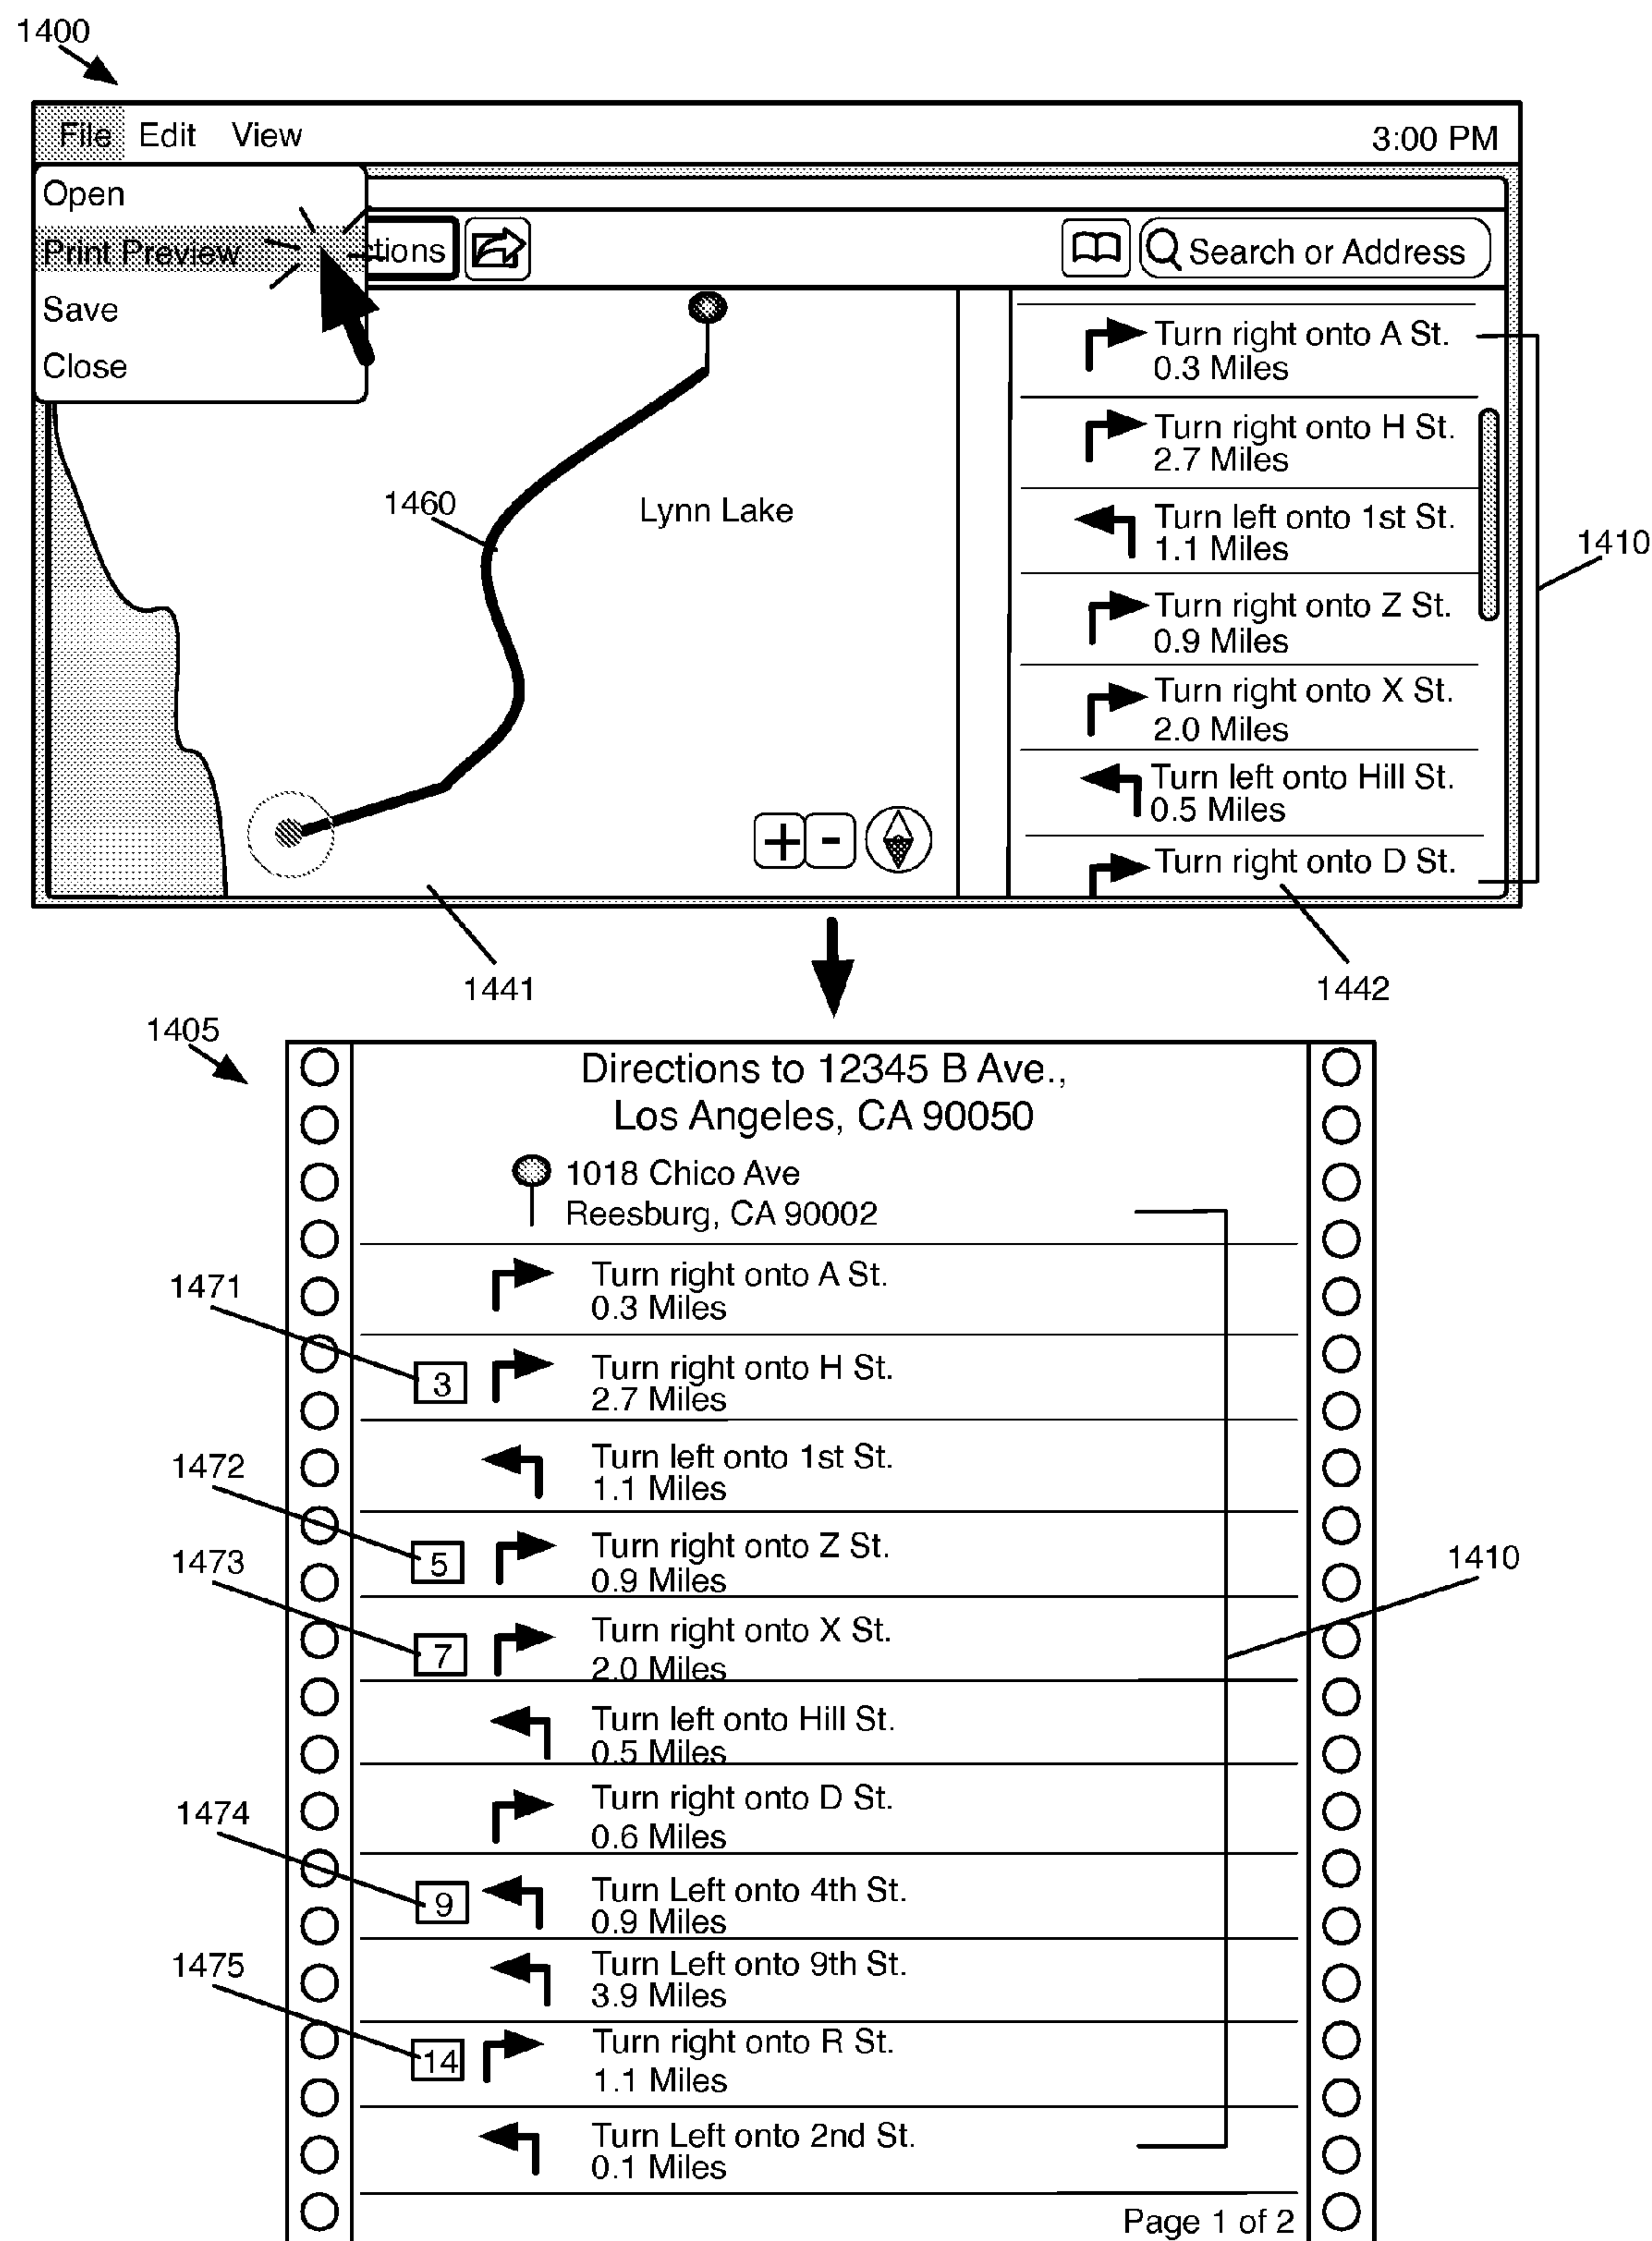 1400
File Edit View 3:00 PM
Open
Print Preview
Save
Close
ctions
Search or Address
1460
Lynn Lake
Turn right onto A St.
0.3 Miles
Turn right onto H St.
2.7 Miles
Turn left onto 1st St.
1.1 Miles
Turn right onto Z St.
0.9 Miles
Turn right onto X St.
2.0 Miles
Turn left onto Hill St.
0.5 Miles
Turn right onto D St.
1410
+ -
1441
1442
1405
Directions to 12345 B Ave.,
Los Angeles, CA 90050
1018 Chico Ave
Reesburg, CA 90002
Turn right onto A St.
0.3 Miles
1471
3 Turn right onto H St.
2.7 Miles
Turn left onto 1st St.
1.1 Miles
1472
5 Turn right onto Z St.
0.9 Miles
1473
7 Turn right onto X St.
2.0 Miles
1410
Turn left onto Hill St.
0.5 Miles
Turn right onto D St.
0.6 Miles
1474
9 Turn Left onto 4th St.
0.9 Miles
Turn Left onto 9th St.
3.9 Miles
1475
14 Turn right onto R St.
1.1 Miles
Turn Left onto 2nd St.
0.1 Miles
Page 1 of 2